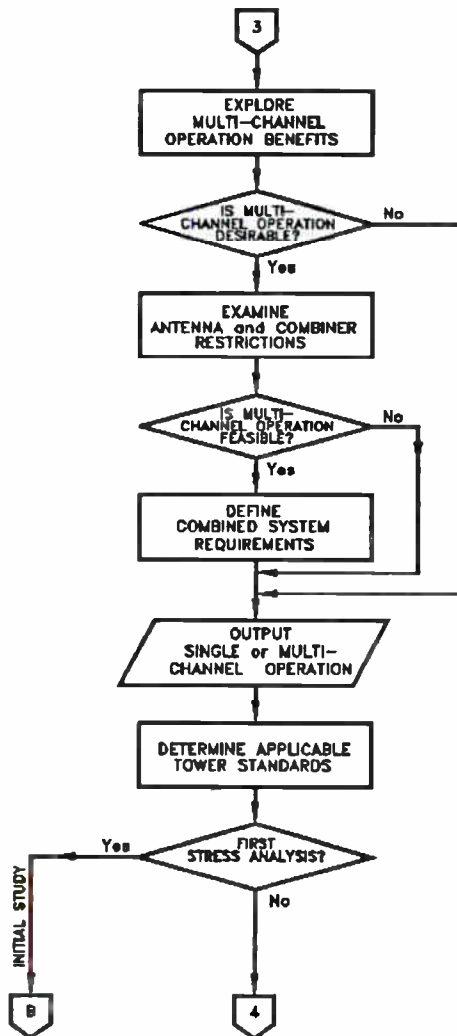 3
EXPLORE
MULTI-CHANNEL
OPERATION BENEFITS
IS MULTI-
CHANNEL OPERATION
DESIRABLE?
No
Yes
EXAMINE
ANTENNA and COMBINER
RESTRICTIONS
IS MULTI-
CHANNEL OPERATION
FEASIBLE?
No
Yes
DEFINE
COMBINED SYSTEM
REQUIREMENTS
OUTPUT
SINGLE or MULTI-
CHANNEL OPERATION
DETERMINE APPLICABLE
TOWER STANDARDS
FIRST
STRESS ANALYSIS?
Yes
No
INITIAL STUDY
4